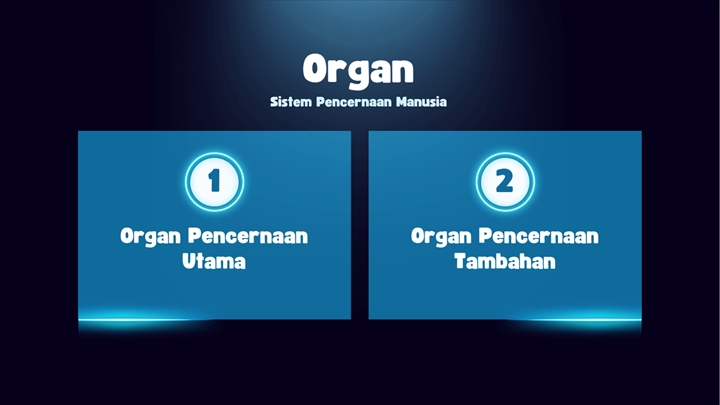 Organ
Sistem Pencernaan Manusia
1
Organ Pencernaan
Utama
2
Organ Pencernaan
Tambahan